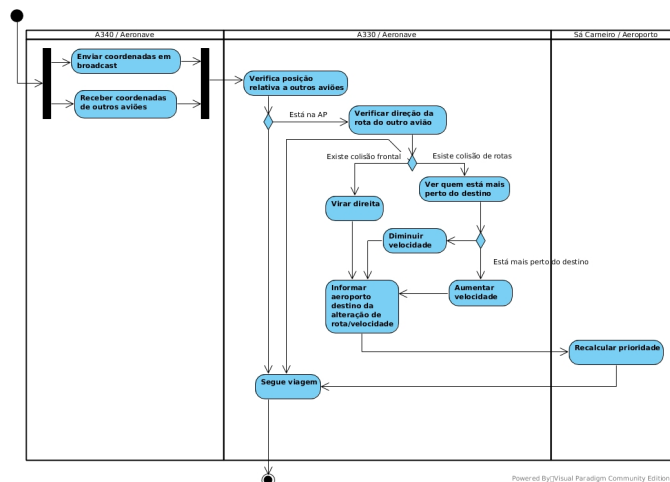 A340 / Aeronave
A330 / Aeronave
Sá Carneiro / Aeroporto
Enviar coordenadas em
broadcast
Receber coordenadas
de outros aviões
Verifica posição
relativa a outros aviões
Está na AP
Verificar direção da
rota do outro avião
Existe colisão frontal
Esiste colisão de rotas
Ver quem está mais
perto do destino
Virar direita
Diminuir
velocidade
Está mais perto do destino
Informar
aeroporto
destino da
alteração de
rota/velocidade
Aumentar
velocidade
Recalcular prioridade
Segue viagem
Powered By Visual Paradigm Community Edition